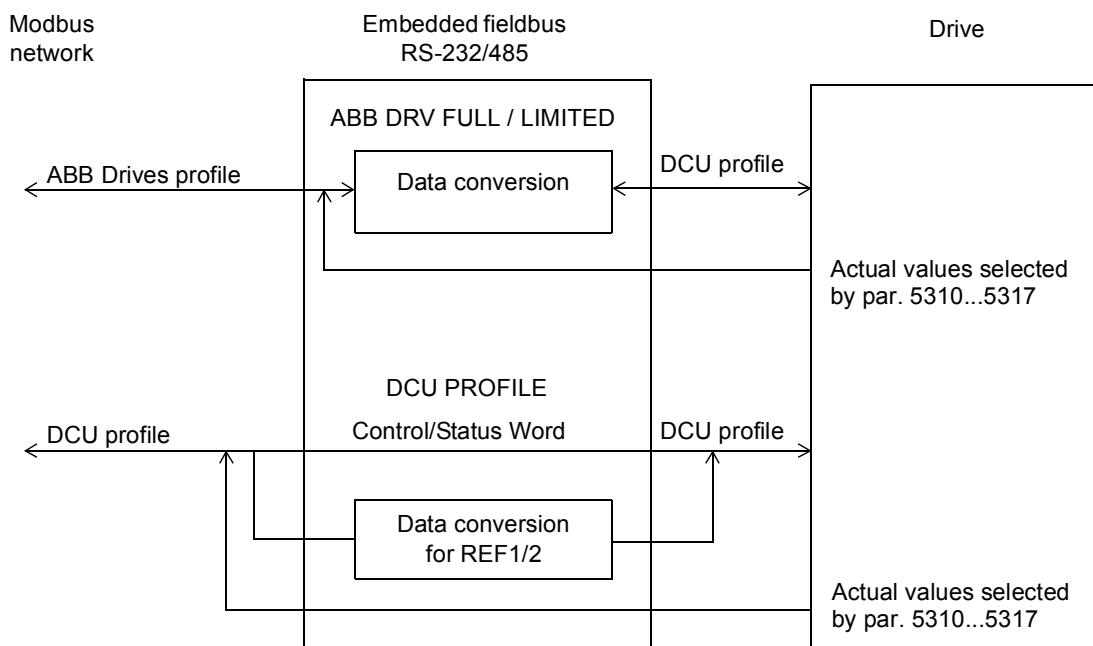 Modbus
network
Embedded fieldbus
RS-232/485
Drive
ABB DRV FULL / LIMITED
ABB Drives profile
Data conversion
DCU profile
Actual values selected
by par. 5310...5317
DCU PROFILE
DCU profile
Control/Status Word
DCU profile
Data conversion
for REF1/2
Actual values selected
by par. 5310...5317